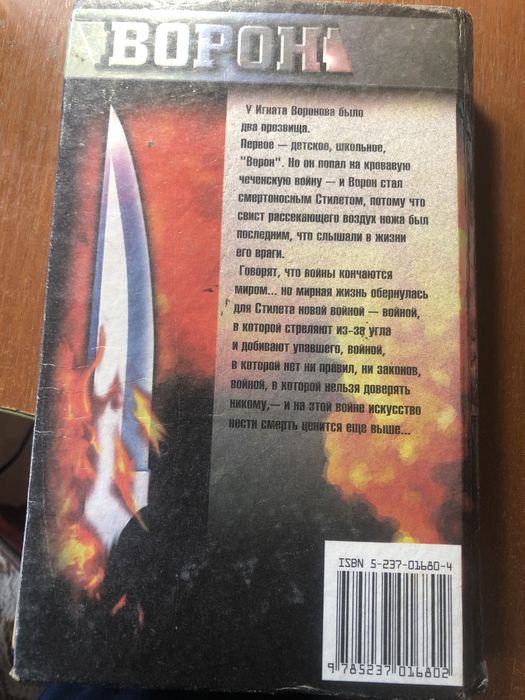 ВОРОН
У Игната Воронова было
два прозвища.
Первое — детское, школьное,
"Ворон". Но он попал на кровавую
чеченскую войну — и Ворон стал
смертоносным Стилетом, потому что
свист рассекающего воздух ножа был
последним, что слышали в жизни
его враги.
Говорят, что войны кончаются
миром... но мирная жизнь обернулась
для Стилета новой войной — войной,
в которой стреляют из-за угла
и добивают упавшего, войной,
в которой нет ни правил, ни законов,
войной, в которой нельзя доверять
никому,— и на этой войне искусство
нести смерть ценится еще выше...
ISBN 5-237-01680-4
9 785237 016802